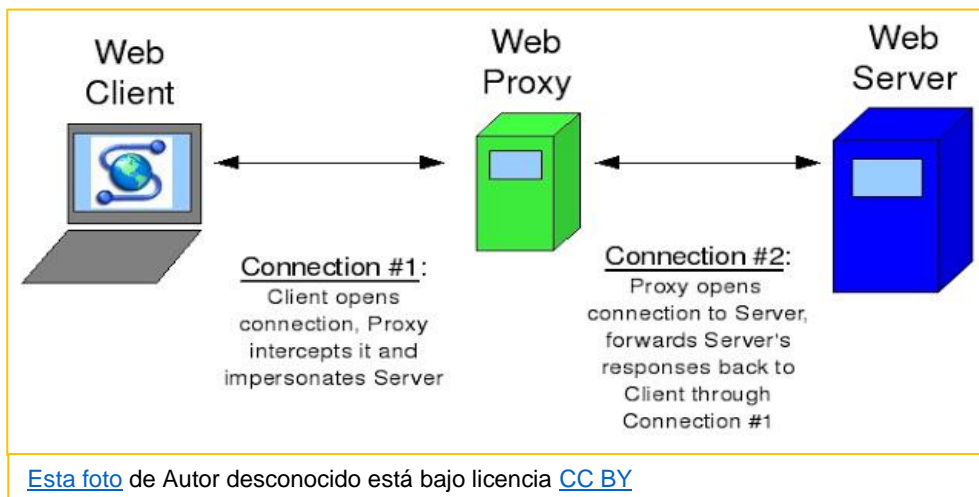 Web
Client
Web
Proxy
Web
Server
Connection #1:
Client opens
connection, Proxy
intercepts it and
impersonates Server
Connection #2:
Proxy opens
connection to Server,
forwards Server's
responses back to
Client through
Connection #1
Esta foto de Autor desconocido está bajo licencia CC BY